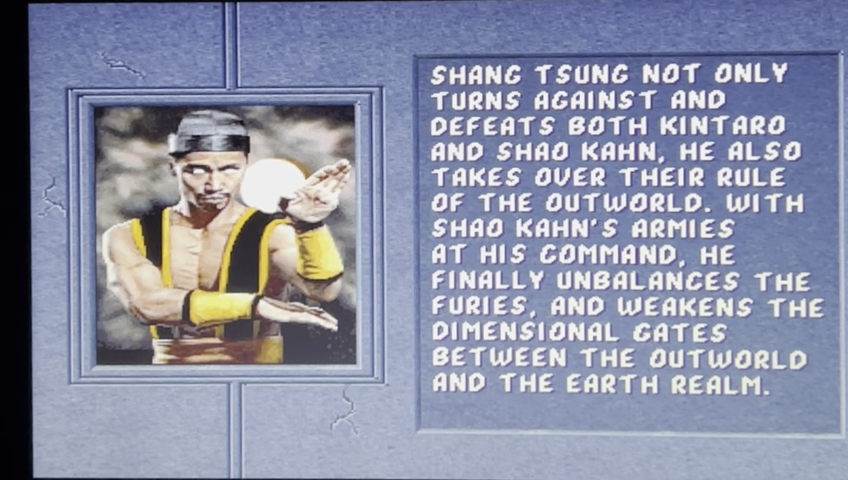 SHANG TSUNG NOT ONLY
TURNS AGAINST AND
DEFEATS BOTH KINTARO
AND SHAO KAHN, HE ALSO
TAKES OVER THEIR RULE
OF THE OUTWORLD. WITH
SHAO KAHN'S ARMIES
AT HIS COMMAND, HE
FINALLY UNBALANCES THE
FURIES, AND WEAKENS THE
DIMENSIONAL GATES
BETWEEN THE OUTWORLD
AND THE EARTH REALM.